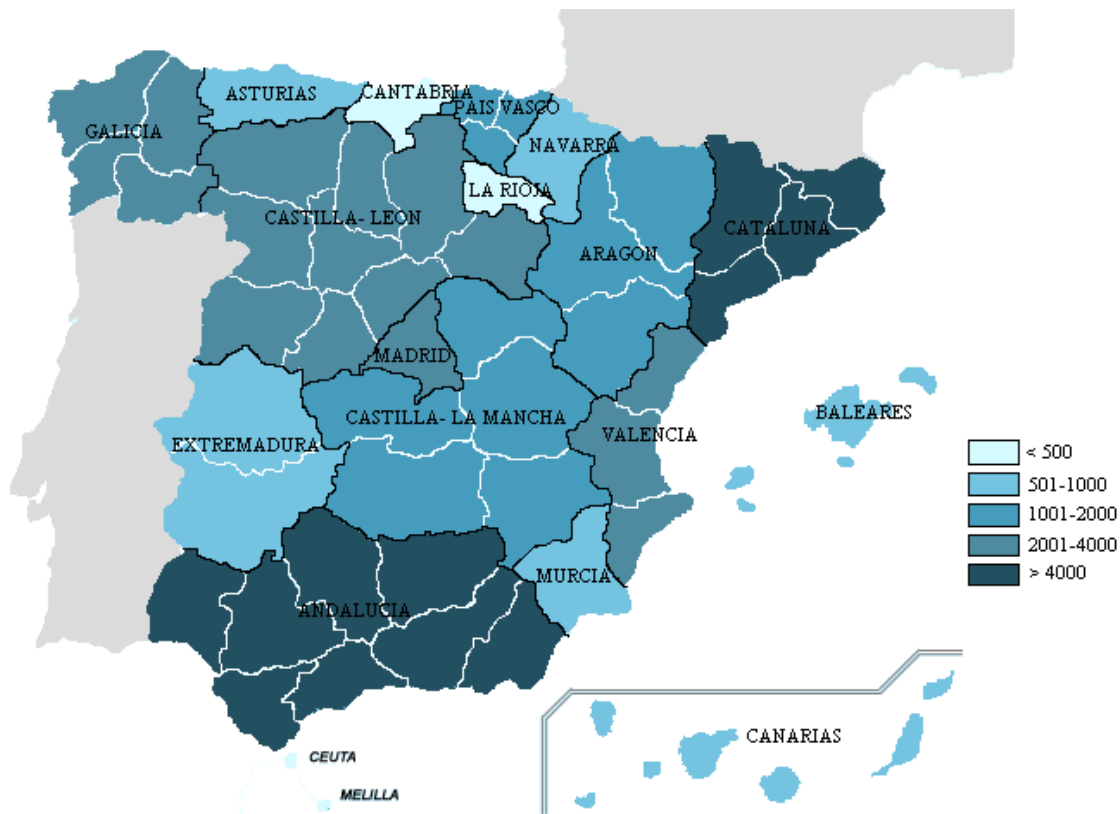 CANTABRIA
ASTURIAS
PAIS VASCO
GALICIA
NAVARRA
LA RIOJA
CASTILLA- LEON
CATALUNA
ARAGON
MADRID
BALEARES
CASTILLA- LA MANCHA
VALENCIA
EXTREMADURA
< 500
501-1000
1001-2000
2001-4000
> 4000
MURCIA
ANDALUCIA
CANARIAS
CEUTA
MELILLA